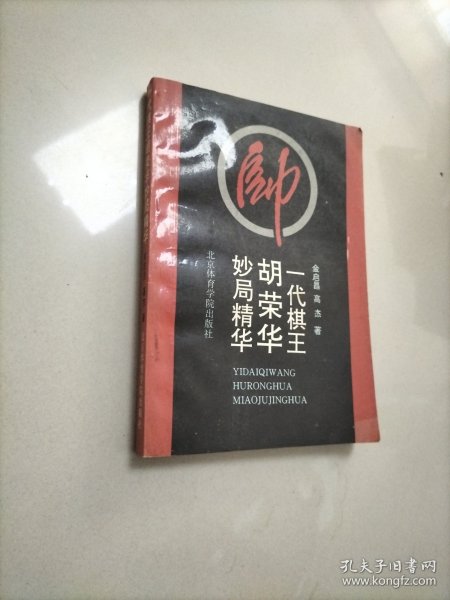 帥
一代棋王
胡荣华
妙局精华
金启昌 高杰 著
北京体育学院出版社
YIDAIQIWANG
HURONGHUA
MIAOJUJINGHUA
孔夫子旧书网
www.kongfz.com